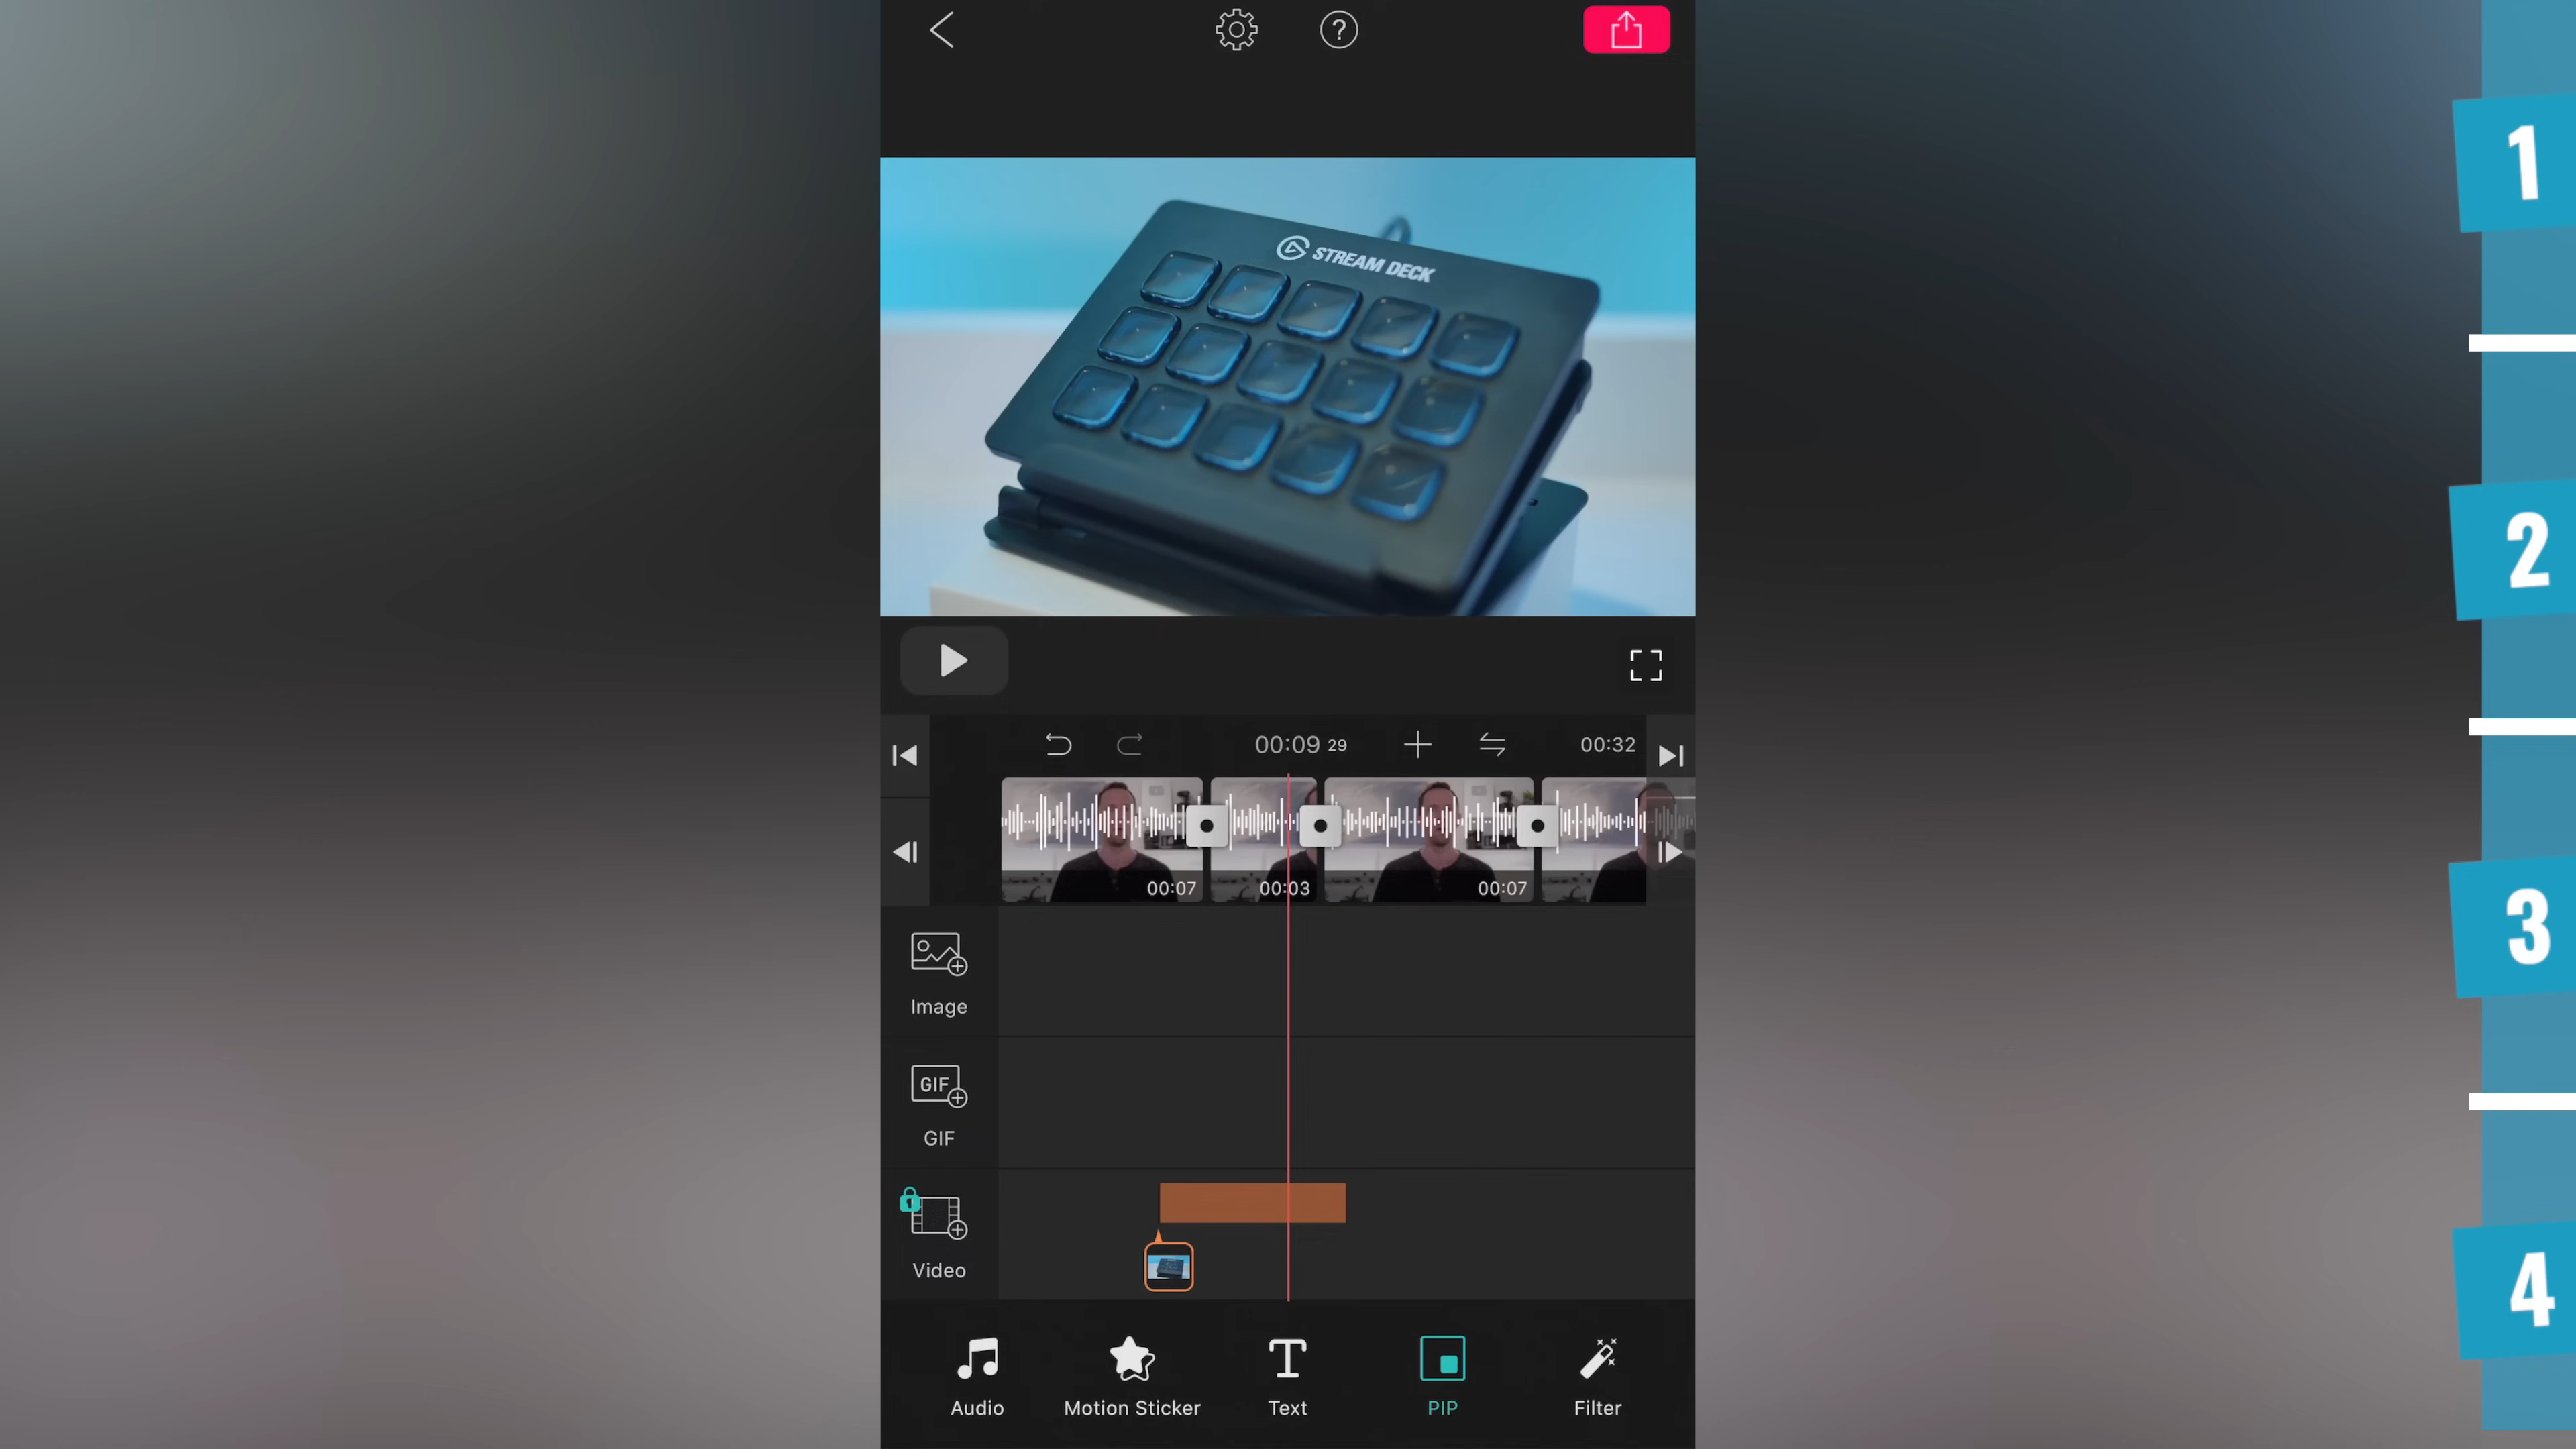 ?
1
STREAM DECK
2
00:09 29
00:32
00:07
00:03
00:07
3
Image
GIF
GIF
4
Video
Audio
Motion Sticker
Text
PIP
Filter